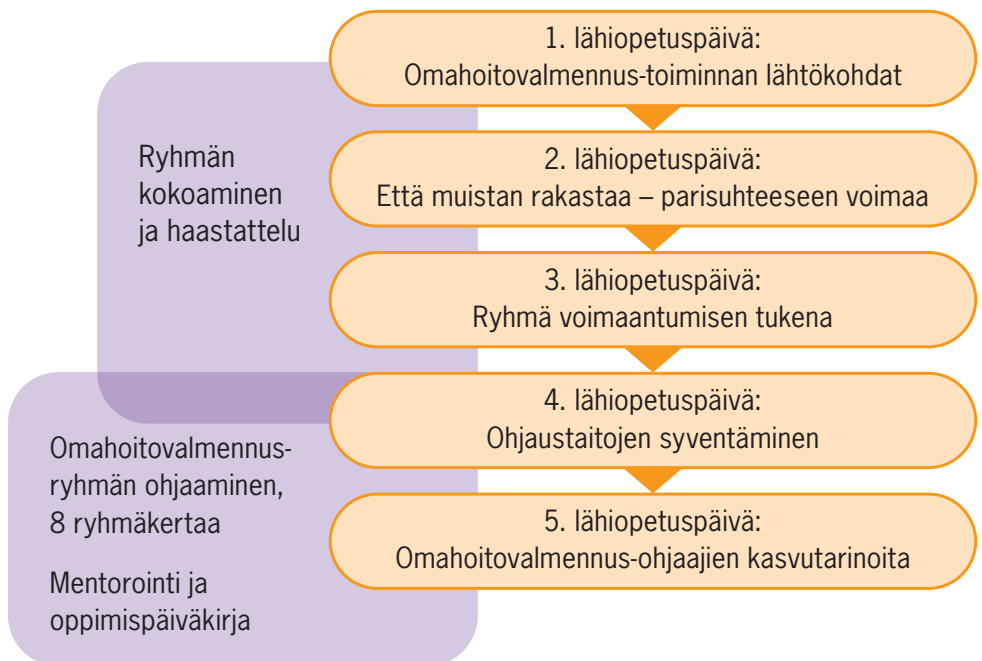 1. lähiopetuspäivä:
Omahoitovalmennus-toiminnan lähtökohdat
2. lähiopetuspäivä:
Että muistan rakastaa – parisuhteeseen voimaa
3. lähiopetuspäivä:
Ryhmä voimaantumisen tukena
4. lähiopetuspäivä:
Ohjaustaitojen syventäminen
5. lähiopetuspäivä:
Omahoitovalmennus-ohjaajien kasvutarinoita
Ryhmän
kokoaminen
ja haastattelu
Omahoitovalmennus-
ryhmän ohjaaminen,
8 ryhmäkertaa
Mentorointi ja
oppimispäiväkirja